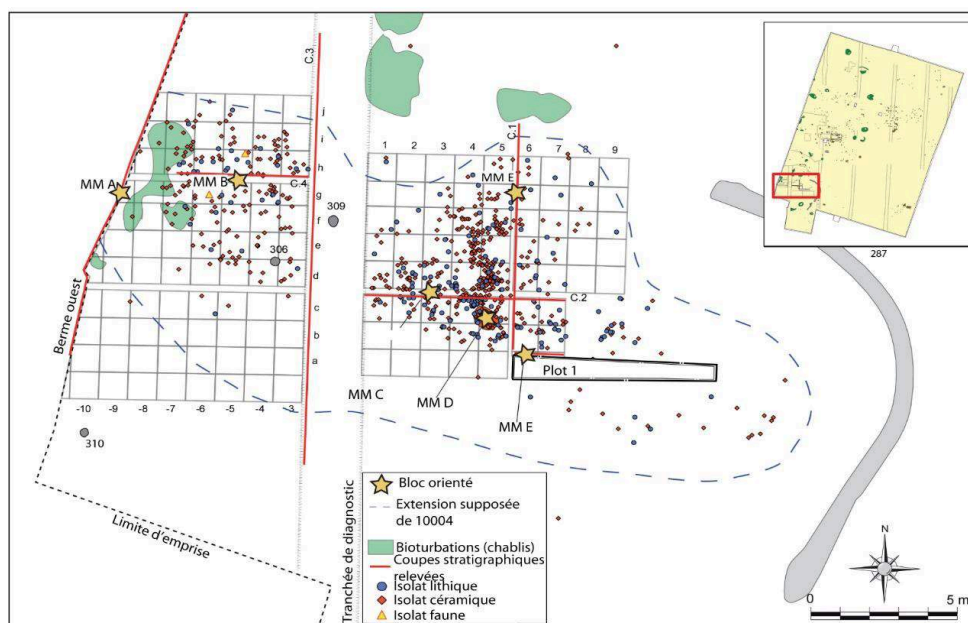 C.3
j
i
h
g
f
e
d
c
b
a
C.4
MM A
MM B
309
306
310
-10 -9 -8 -7 -6 -5 -4 -3
Berme ouest
Limite d'emprise
Tranchée de diagnostic
1 2 3 4 5 6 7 8 9
C.1
MM E
C.2
Plot 1
MM C
MM D
MM E
287
Bloc orienté
Extension supposée
de 10004
Bioturbations (chablis)
Coupes stratigraphiques
relevées
Isolat lithique
Isolat céramique
Isolat faune
N
0 5 m